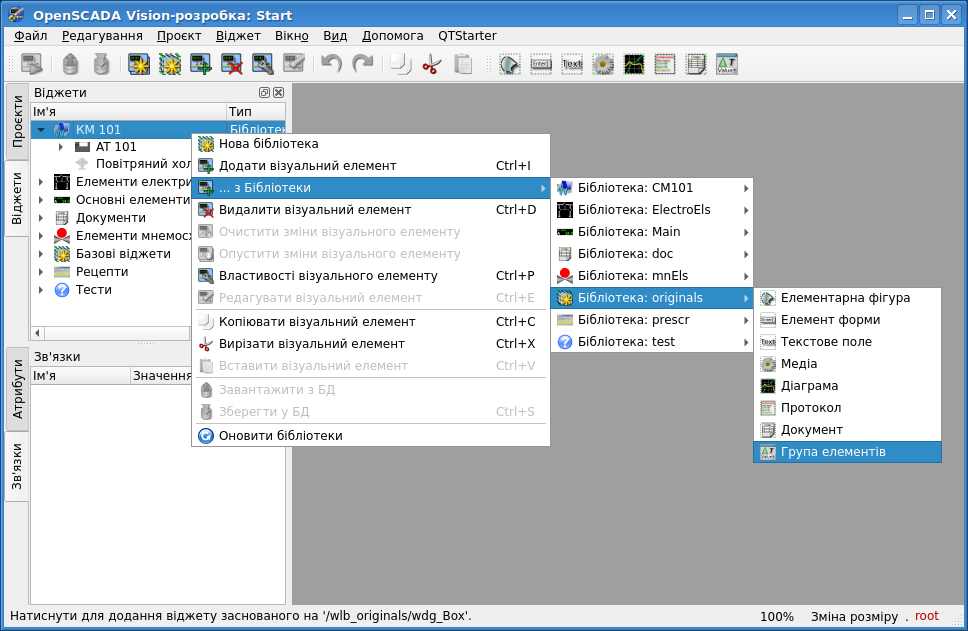 OpenSCADA Vision-розробка: Start
Файл Редагування Проєкт Віджет Вікно Вид Допомога QTStarter
Віджети
Ім'я Тип
КМ 101 Бібліотек
АТ 101
Повітряний хол
Елементи електри
Основні елементи
Документи
Елементи мнемосх
Базові віджети
Рецепти
Тести
Зв'язки
Ім'я Значення
Проєкти
Віджети
Атрибути
Зв'язки
Нова бібліотека
Додати візуальний елемент Ctrl+I
... з Бібліотеки
Видалити візуальний елемент Ctrl+D
Очистити зміни візуального елементу
Опустити зміни візуального елементу
Властивості візуального елементу Ctrl+P
Редагувати візуальний елемент Ctrl+E
Копіювати візуальний елемент Ctrl+C
Вирізати візуальний елемент Ctrl+X
Вставити візуальний елемент Ctrl+V
Завантажити з БД
Зберегти у БД Ctrl+S
Оновити бібліотеки
Бібліотека: CM101
Бібліотека: ElectroEls
Бібліотека: Main
Бібліотека: doc
Бібліотека: mnEls
Бібліотека: originals
Бібліотека: prescr
Бібліотека: test
Елементарна фігура
Елемент форми
Текстове поле
Медіа
Діаграма
Протокол
Документ
Група елементів
Натиснути для додання віджету заснованого на '/wlb_originals/wdg_Box'.
100% Зміна розміру . root